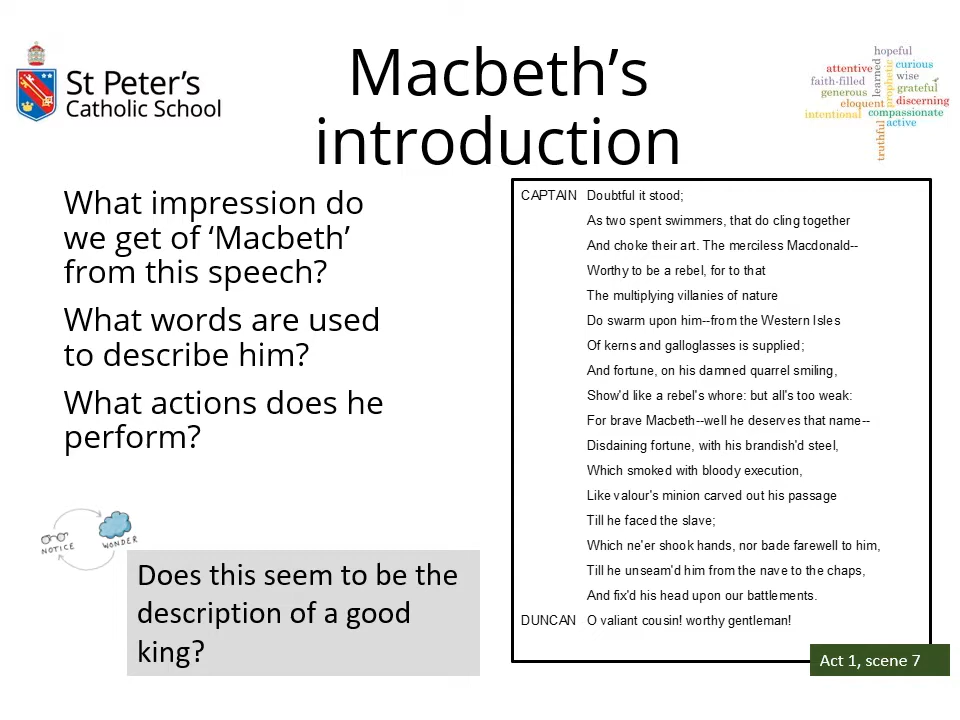 St Peter's
Catholic School
Macbeth's
introduction
hopeful
attentive
learned
prophetic
curious
faith-filled
wise
generous
grateful
eloquent
discerning
intentional
compassionate
truthful
active
What impression do
we get of ‘Macbeth’
from this speech?
What words are used
to describe him?
What actions does he
perform?
NOTICE
WONDER
Does this seem to be the
description of a good
king?
CAPTAIN Doubtful it stood;
As two spent swimmers, that do cling together
And choke their art. The merciless Macdonald--
Worthy to be a rebel, for to that
The multiplying villanies of nature
Do swarm upon him--from the Western Isles
Of kerns and galloglasses is supplied;
And fortune, on his damned quarrel smiling,
Show'd like a rebel's whore: but all's too weak:
For brave Macbeth--well he deserves that name--
Disdaining fortune, with his brandish'd steel,
Which smoked with bloody execution,
Like valour's minion carved out his passage
Till he faced the slave;
Which ne'er shook hands, nor bade farewell to him,
Till he unseam'd him from the nave to the chaps,
And fix'd his head upon our battlements.
DUNCAN O valiant cousin! worthy gentleman!
Act 1, scene 7